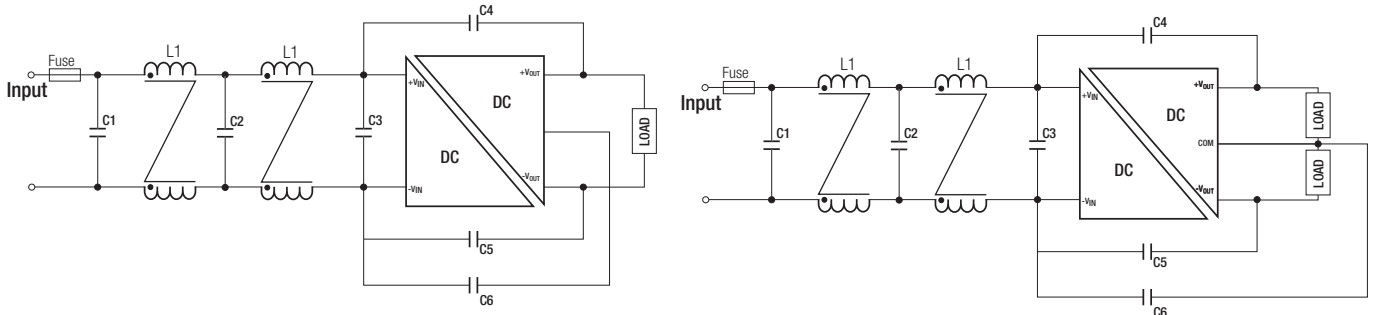 C4
L1
L1
Fuse
Input
+VIN
+VOUT
DC
C1
C2
C3
LOAD
DC
-VIN
-VOUT
C5
C6
C4
L1
L1
Fuse
Input
+VIN
+VOUT
DC
LOAD
C1
C2
C3
COM
DC
LOAD
-VIN
-VOUT
C5
C6